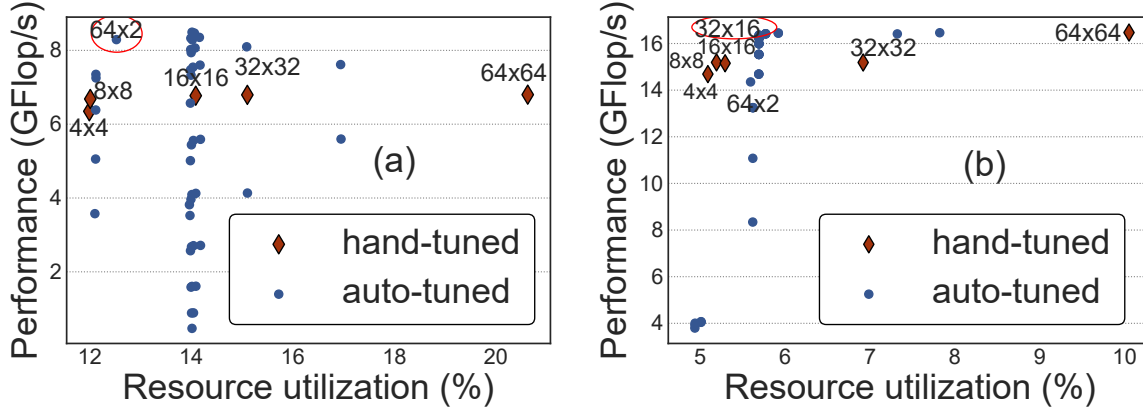 Performance (GFlop/s)
8
6
4
2
64x2
8x8
4x4
16x16
32x32
64x64
(a)
hand-tuned
auto-tuned
12
14
16
18
20
Resource utilization (%)
Performance (GFlop/s)
16
14
12
10
8
6
4
32x16
16x16
8x8
4x4
64x2
32x32
64x64
(b)
hand-tuned
auto-tuned
5
6
7
8
9
10
Resource utilization (%)